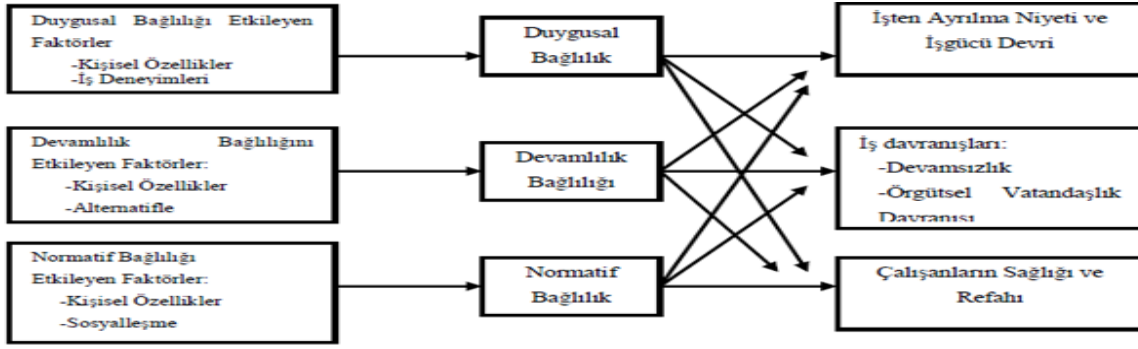 Duygusal Bağlılığı Etkileyen
Faktörler
-Kişisel Özellikler
-İş Deneyimleri
Duygusal
Bağlılık
İşten Ayrılma Niyeti ve
İşgücü Devri
Devamlılık Bağlılığını
Etkileyen Faktörler:
-Kişisel Özellikler
-Alternatifle
Devamlılık
Bağlılığı
İş davranışları:
-Devamsızlık
-Örgütsel Vatandaşlık
Davranışı
Normatif Bağlılığı
Etkileyen Faktörler:
-Kişisel Özellikler
-Sosyalleşme
Normatif
Bağlılık
Çalışanların Sağlığı ve
Refahı